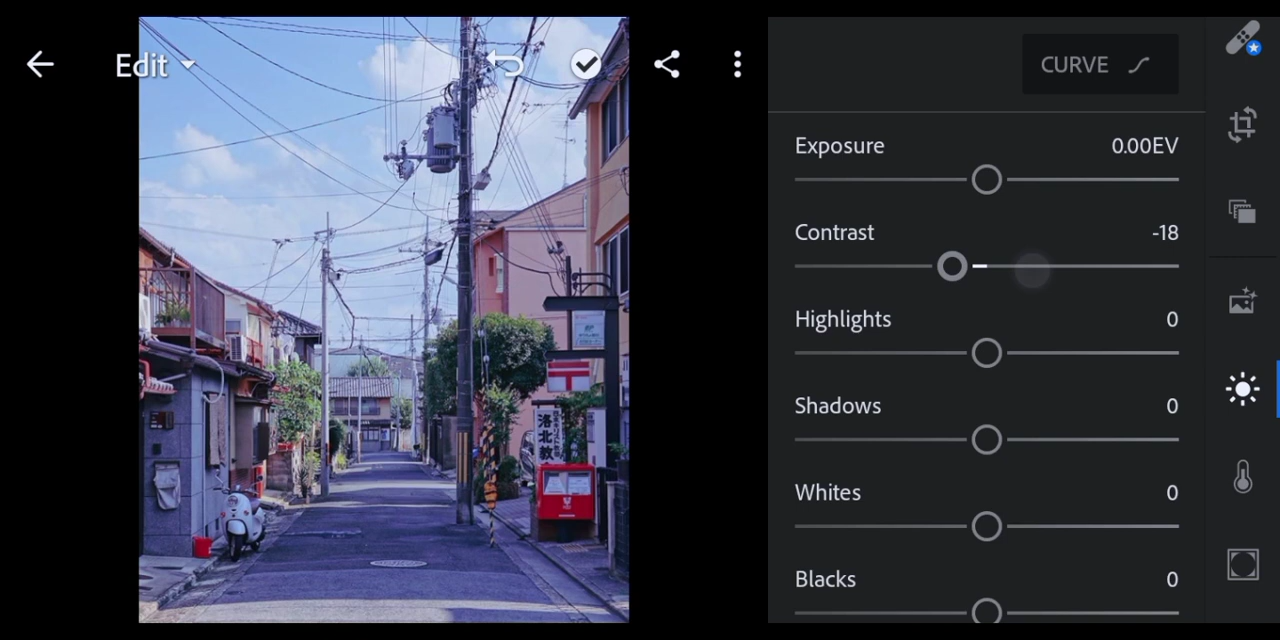 Edit
CURVE
Exposure 0.00EV
Contrast -18
Highlights 0
Shadows 0
Whites 0
Blacks 0
洛北教